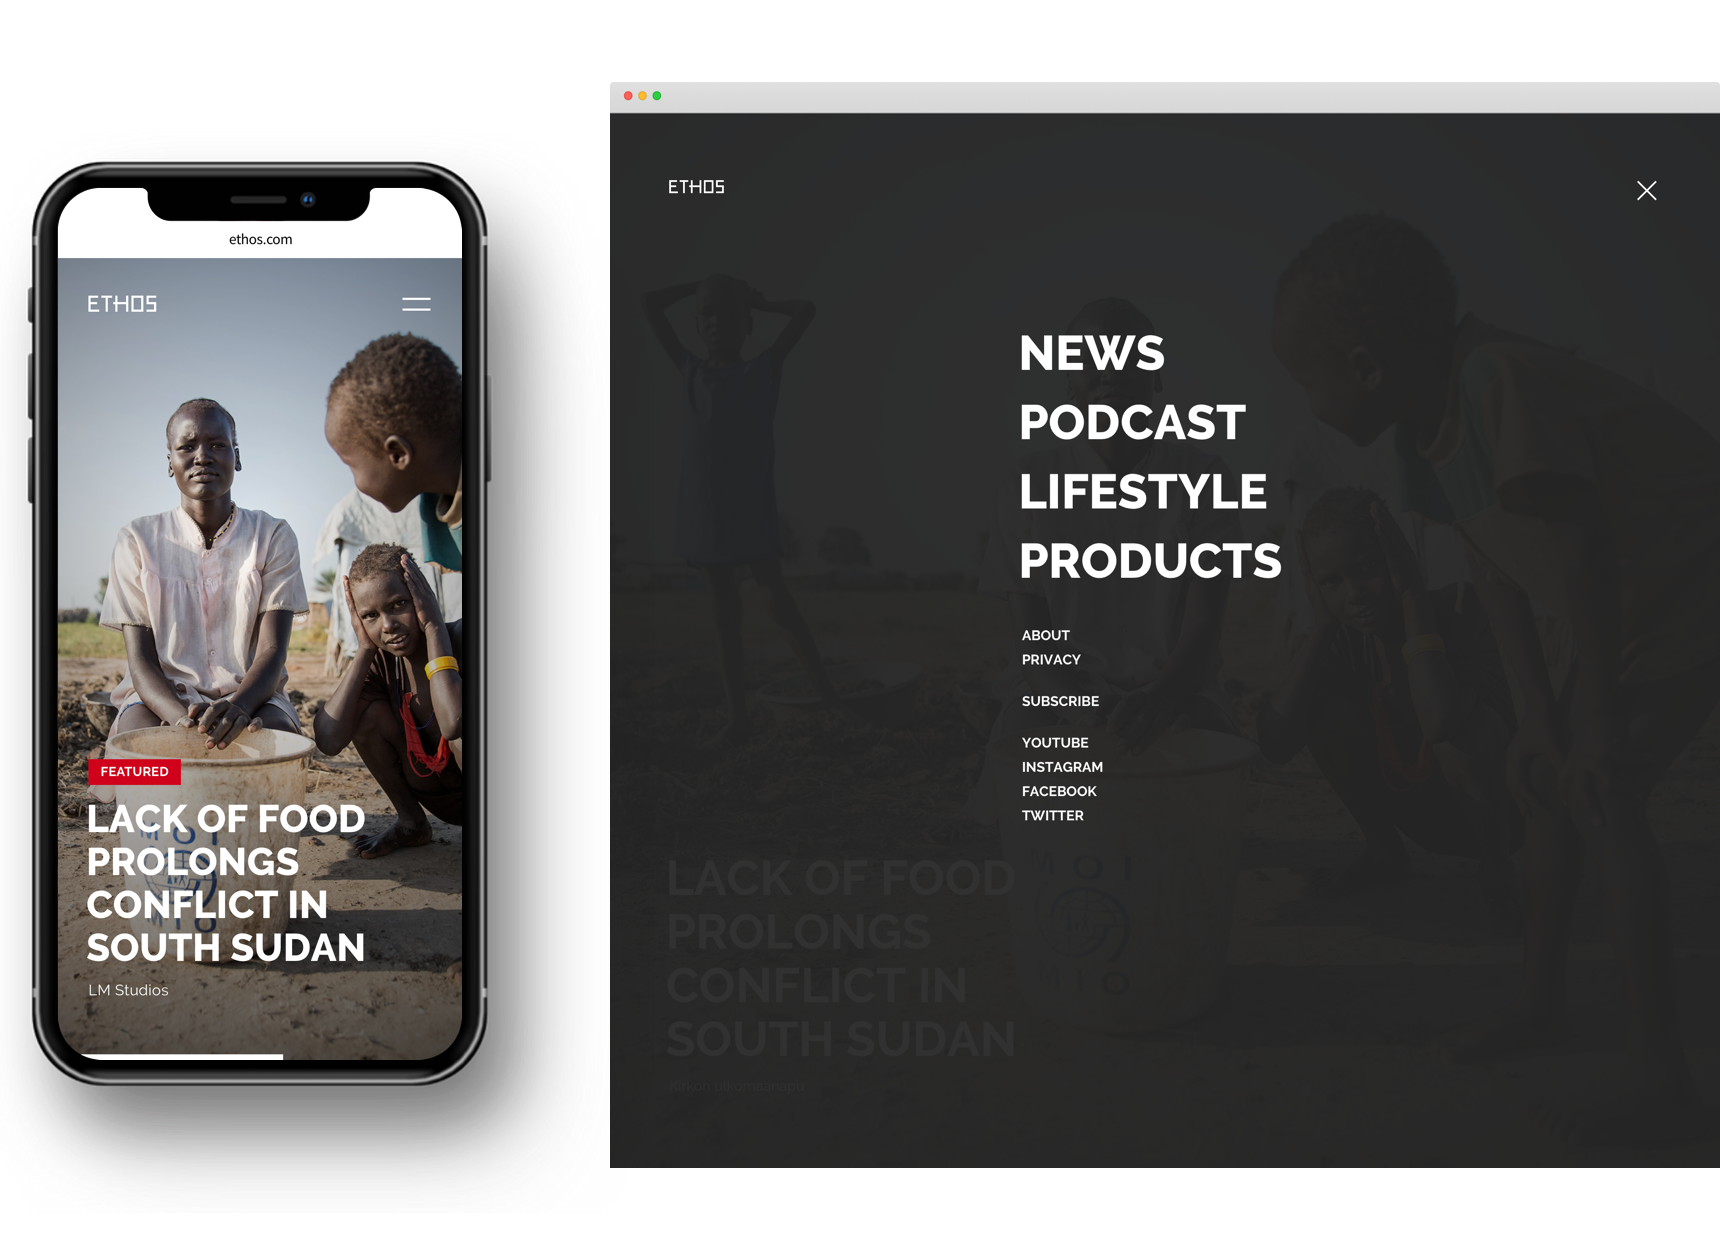 ethos.com
ETHOS
FEATURED
LACK OF FOOD
PROLONGS
CONFLICT IN
SOUTH SUDAN
LM Studios
ETHOS
NEWS
PODCAST
LIFESTYLE
PRODUCTS
ABOUT
PRIVACY
SUBSCRIBE
YOUTUBE
INSTAGRAM
FACEBOOK
TWITTER
LACK OF FOOD
PROLONGS
CONFLICT IN
SOUTH SUDAN